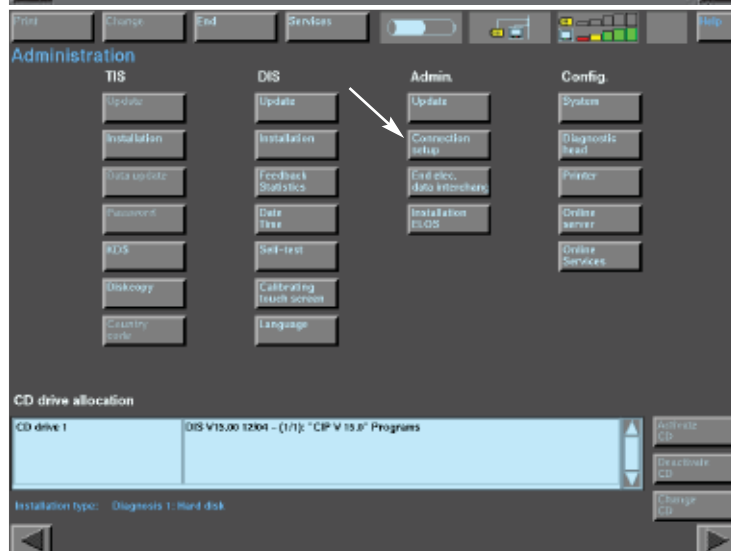 Print
Change
End
Services
Help
Administration
TIS
DIS
Admin.
Config.
Update
Update
Update
System
Installation
Installation
Connection
setup
Diagnostic
head
Data update
Feedback
Statistics
End elec.
data interchang
Printer
Password
Date
Time
Installation
ELOS
Online
server
KDS
Self-test
Online
Services
Diskcopy
Calibrating
touch screen
Country
code
Language
CD drive allocation
CD drive 1
DIS V15.00 12/04 - (1/1): "CIP V 15.0" Programs
Activate
CD
Deactivate
CD
Installation type: Diagnosis 1: Hard disk
Change
CD